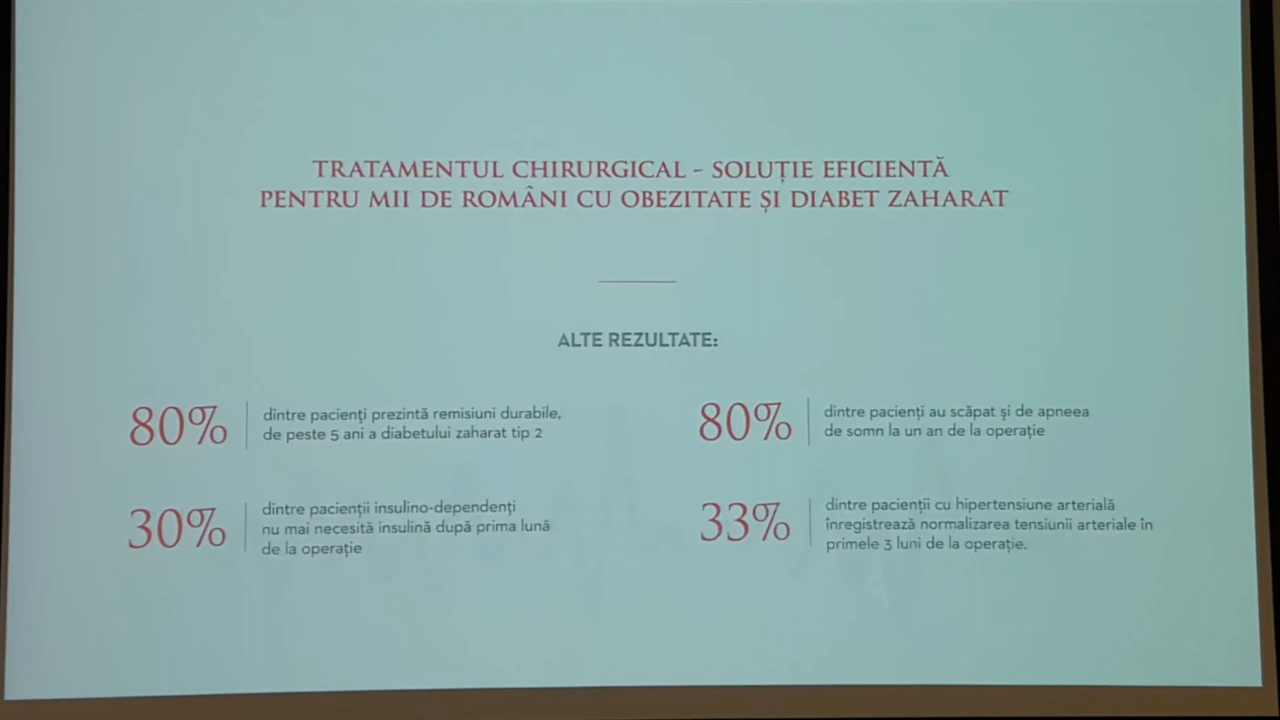 TRATAMENTUL CHIRURGICAL - SOLUȚIE EFICIENTĂ
PENTRU MII DE ROMÂNI CU OBEZITATE ȘI DIABET ZAHARAT
ALTE REZULTATE:
80%
dintre pacienţi prezintă remisiuni durabile,
de peste 5 ani a diabetului zaharat tip 2
30%
dintre pacienții insulino-dependenți
nu mai necesită insulină după prima lună
de la operație
80%
dintre pacienți au scăpat și de apneea
de somn la un an de la operație
33%
dintre pacienții cu hipertensiune arterială
înregistrează normalizarea tensiunii arteriale în
primele 3 luni de la operație.